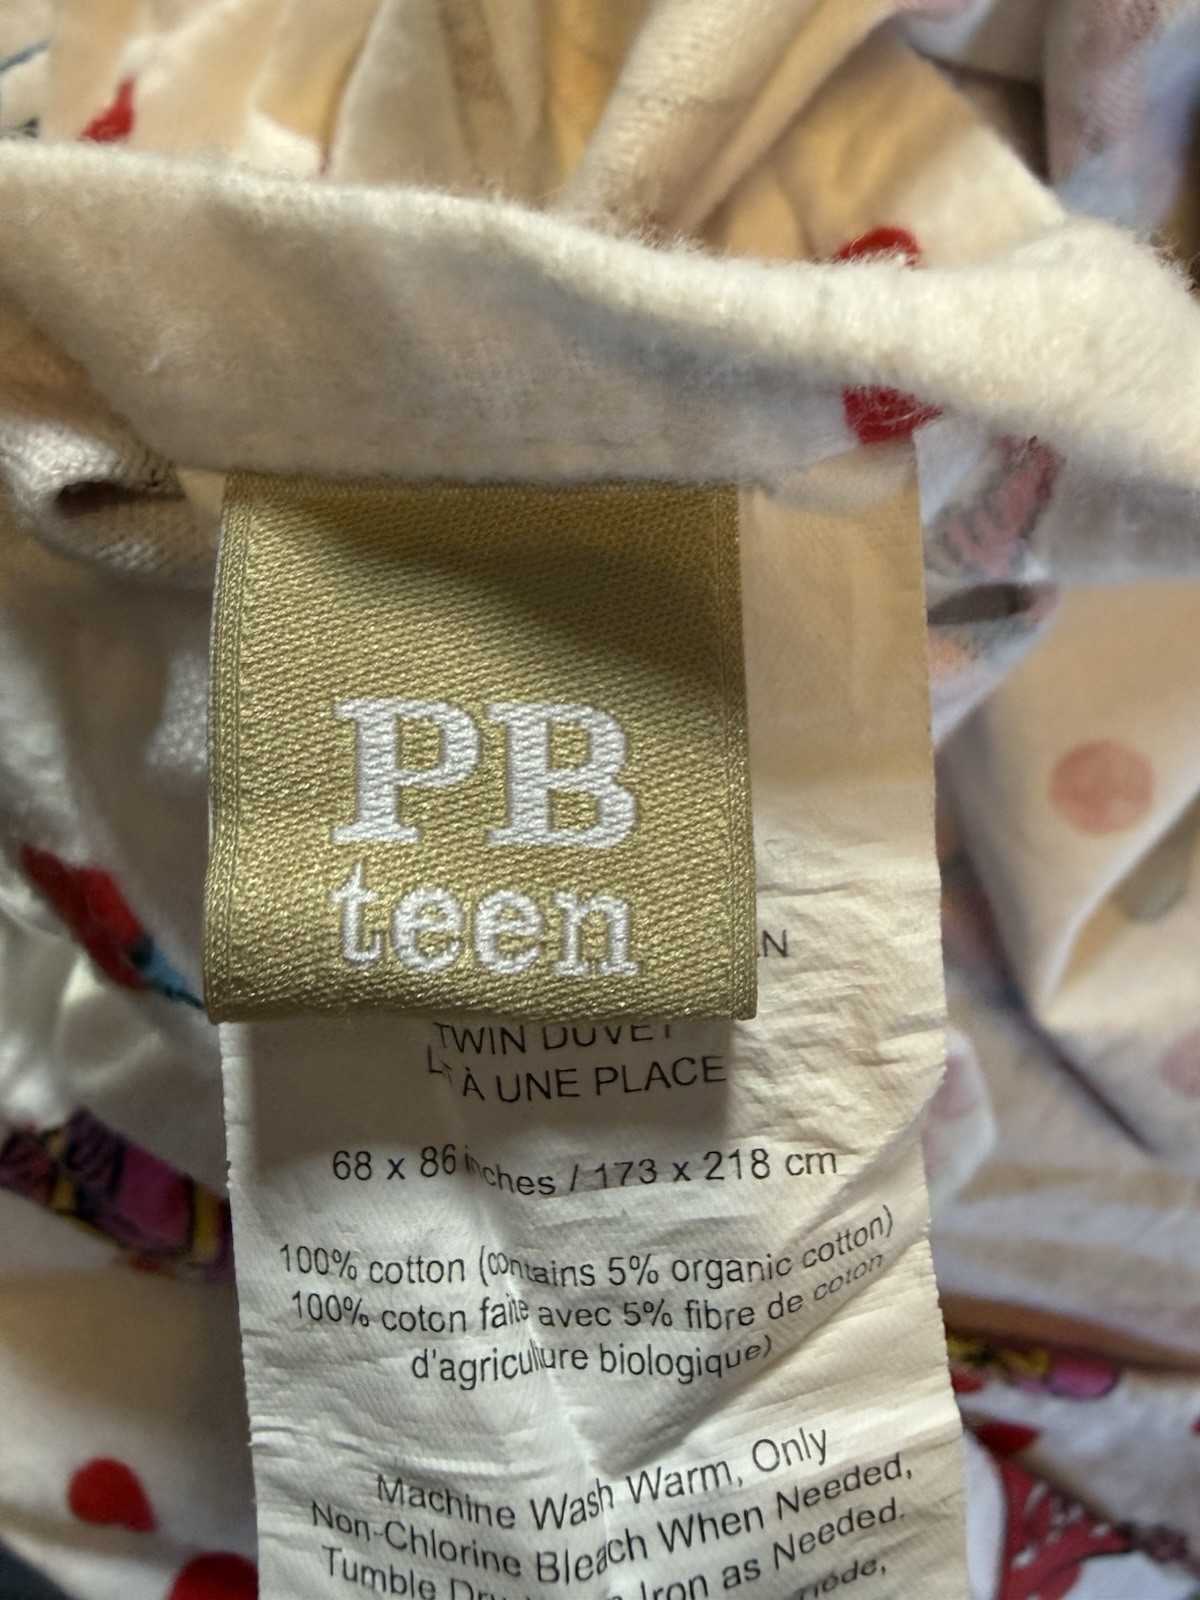 PB
teen
TWIN DUVET
À UNE PLACE
68 x 86 inches / 173 x 218 cm
100% cotton (contains 5% organic cotton)
100% coton faite avec 5% fibre de coton
d'agriculture biologique)
Machine Wash Warm, Only
Non-Chlorine Bleach When Needed,
Tumble Iron as Needed.